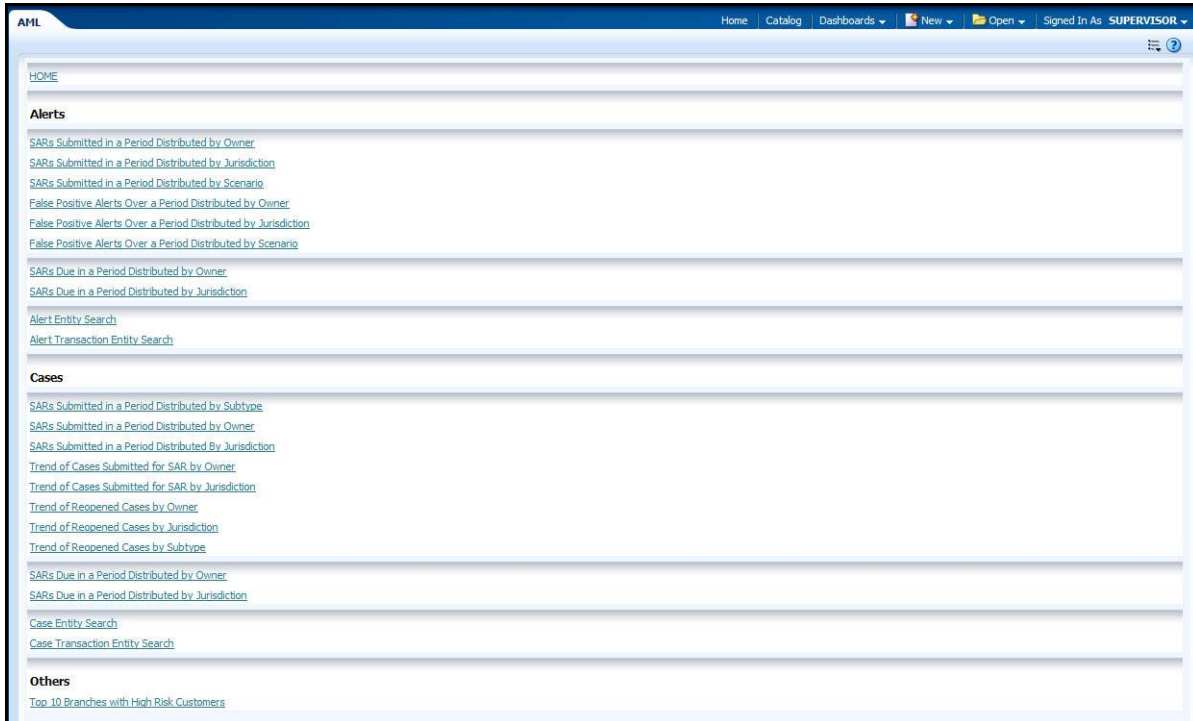 AML
Home Catalog Dashboards New Open Signed In As SUPERVISOR
?
HOME
Alerts
SARs Submitted in a Period Distributed by Owner
SARs Submitted in a Period Distributed by Jurisdiction
SARs Submitted in a Period Distributed by Scenario
False Positive Alerts Over a Period Distributed by Owner
False Positive Alerts Over a Period Distributed by Jurisdiction
False Positive Alerts Over a Period Distributed by Scenario
SARs Due in a Period Distributed by Owner
SARs Due in a Period Distributed by Jurisdiction
Alert Entity Search
Alert Transaction Entity Search
Cases
SARs Submitted in a Period Distributed by Subtype
SARs Submitted in a Period Distributed by Owner
SARs Submitted in a Period Distributed By Jurisdiction
Trend of Cases Submitted for SAR by Owner
Trend of Cases Submitted for SAR by Jurisdiction
Trend of Reopened Cases by Owner
Trend of Reopened Cases by Jurisdiction
Trend of Reopened Cases by Subtype
SARs Due in a Period Distributed by Owner
SARs Due in a Period Distributed by Jurisdiction
Case Entity Search
Case Transaction Entity Search
Others
Top 10 Branches with High Risk Customers